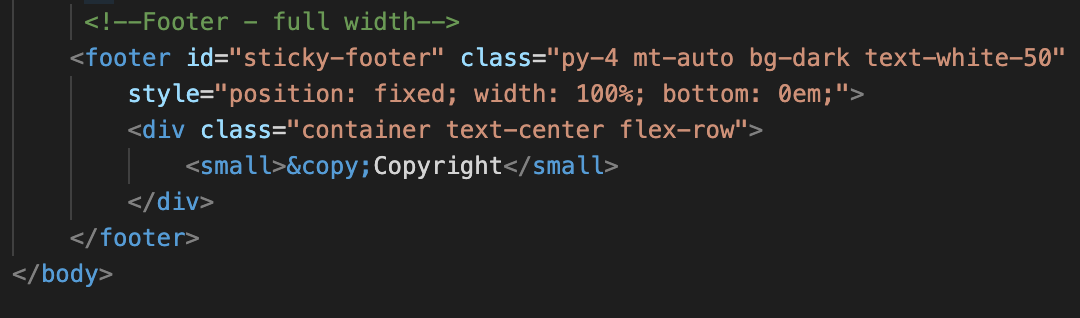 <!--Footer - full width-->
<footer id="sticky-footer" class="py-4 mt-auto bg-dark text-white-50"
style="position: fixed; width: 100%; bottom: 0em;">
<div class="container text-center flex-row">
<small>&copy;Copyright</small>
</div>
</footer>
</body>